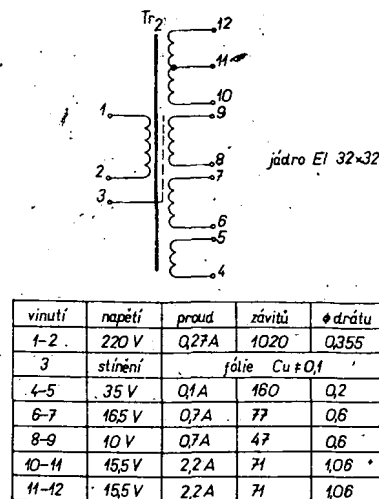 Tr2
12
11
10
1
9
2
8
jádro EI 32×32
7
3
6
5
4
vinutí napětí proud závitů ϕ drátu
1-2 220 V 0,27A 1020 0,355
3 stínění fólie Cu ≠ 0,1
4-5 35 V 0,1 A 160 0,2
6-7 16,5 V 0,7A 77 0,6
8-9 10 V 0,7A 47 0,6
10-11 15,5 V 2,2 A 71 1,06
11-12 15,5 V 2,2 A 71 1,06